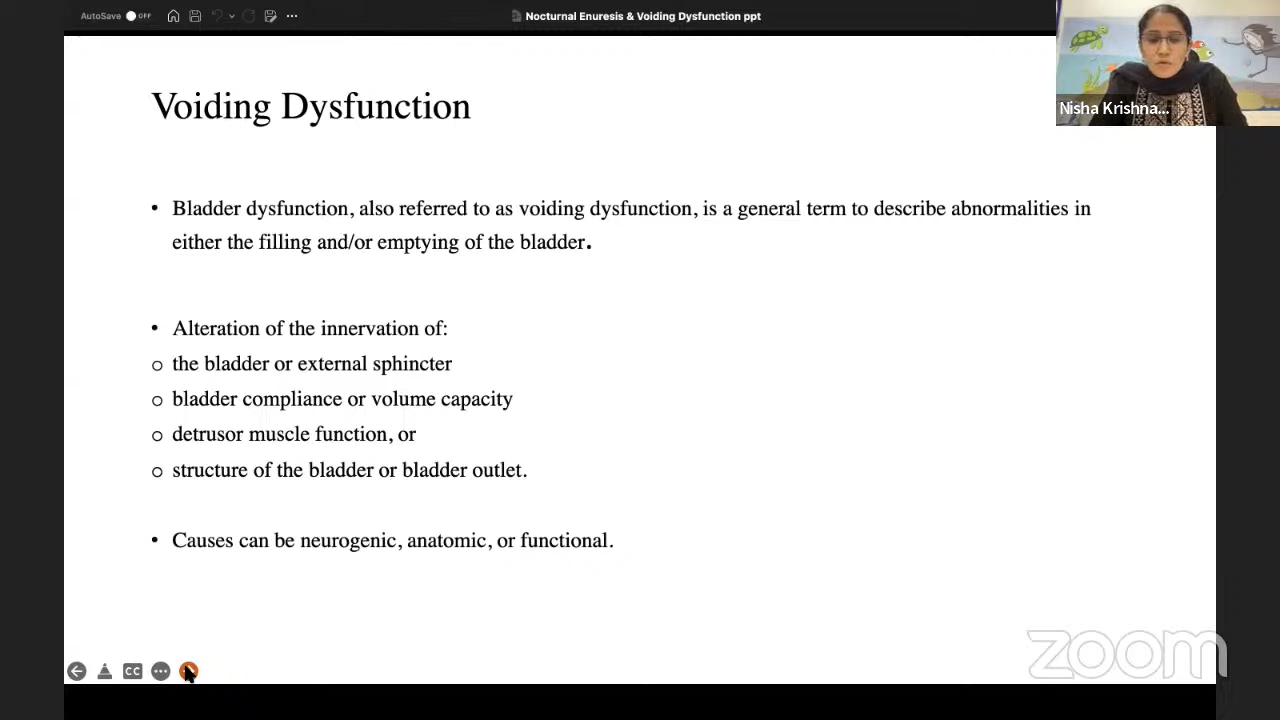 AutoSave OFF
Nocturnal Enuresis & Voiding Dysfunction ppt
Nisha Krishna...
Voiding Dysfunction
• Bladder dysfunction, also referred to as voiding dysfunction, is a general term to describe abnormalities in
either the filling and/or emptying of the bladder.
• Alteration of the innervation of:
o the bladder or external sphincter
o bladder compliance or volume capacity
o detrusor muscle function, or
o structure of the bladder or bladder outlet.
• Causes can be neurogenic, anatomic, or functional.
CC
zoom